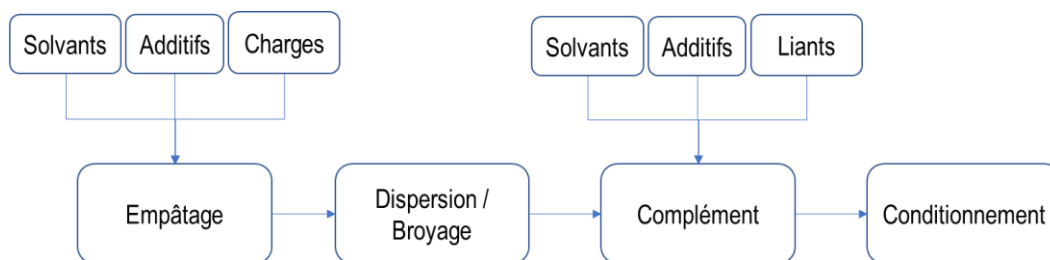 Solvants
Additifs
Charges
Solvants
Additifs
Liants
Empâtage
Dispersion /
Broyage
Complément
Conditionnement